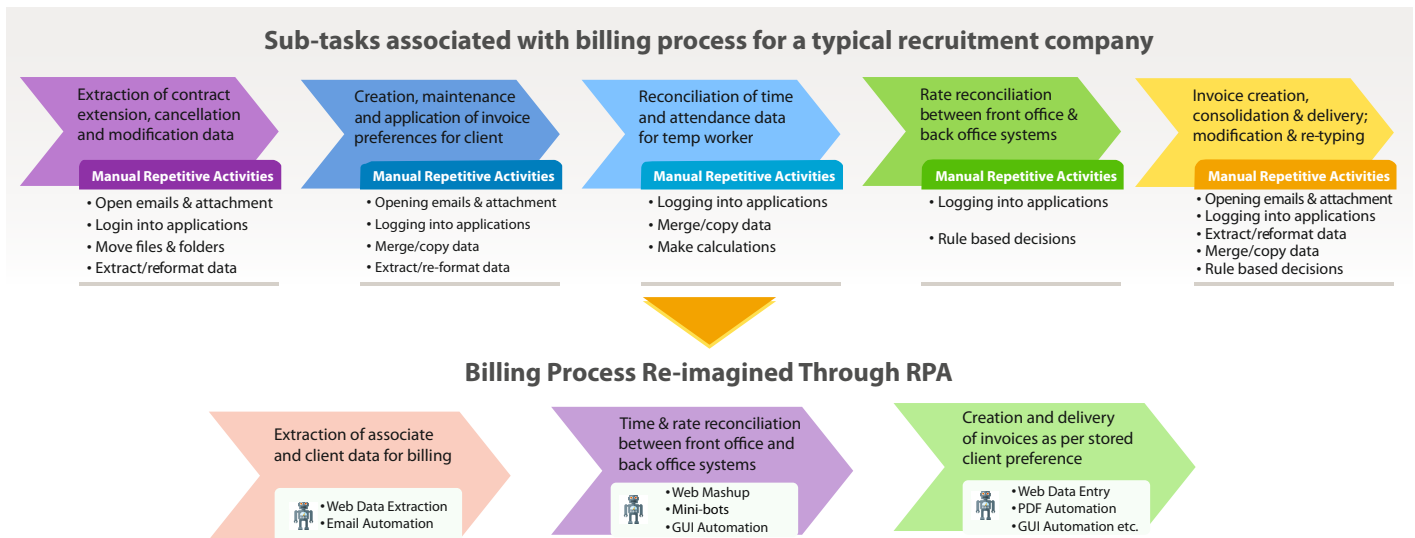 Sub-tasks associated with billing process for a typical recruitment company
Extraction of contract
extension, cancellation
and modification data
Manual Repetitive Activities
• Open emails & attachment
• Login into applications
• Move files & folders
• Extract/reformat data
Creation, maintenance
and application of invoice
preferences for client
Manual Repetitive Activities
• Opening emails & attachment
• Logging into applications
• Merge/copy data
• Extract/re-format data
Reconciliation of time
and attendance data
for temp worker
Manual Repetitive Activities
• Logging into applications
• Merge/copy data
• Make calculations
Rate reconciliation
between front office &
back office systems
Manual Repetitive Activities
• Logging into applications
• Rule based decisions
Invoice creation,
consolidation & delivery;
modification & re-typing
Manual Repetitive Activities
• Opening emails & attachment
• Logging into applications
• Extract/reformat data
• Merge/copy data
• Rule based decisions
Billing Process Re-imagined Through RPA
Extraction of associate
and client data for billing
• Web Data Extraction
• Email Automation
Time & rate reconciliation
between front office and
back office systems
• Web Mashup
• Mini-bots
• GUI Automation
Creation and delivery
of invoices as per stored
client preference
• Web Data Entry
• PDF Automation
• GUI Automation etc.